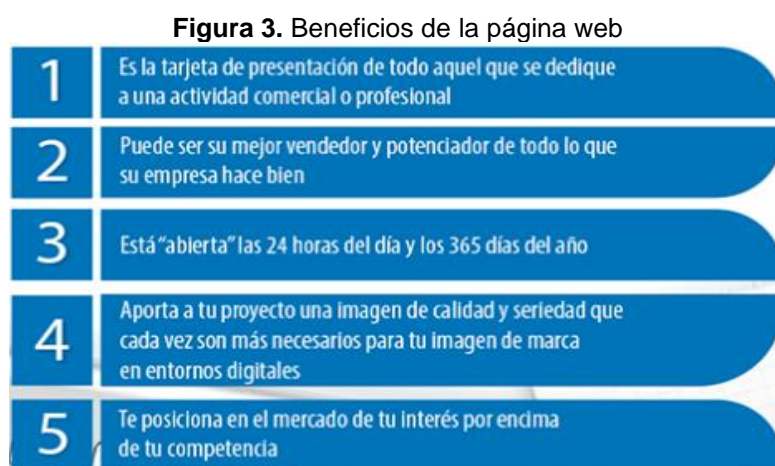 Figura 3. Beneficios de la página web
1
Es la tarjeta de presentación de todo aquel que se dedique
a una actividad comercial o profesional
2
Puede ser su mejor vendedor y potenciador de todo lo que
su empresa hace bien
3
Está “abierta” las 24 horas del día y los 365 días del año
4
Aporta a tu proyecto una imagen de calidad y seriedad que
cada vez son más necesarios para tu imagen de marca
en entornos digitales
5
Te posiciona en el mercado de tu interés por encima
de tu competencia